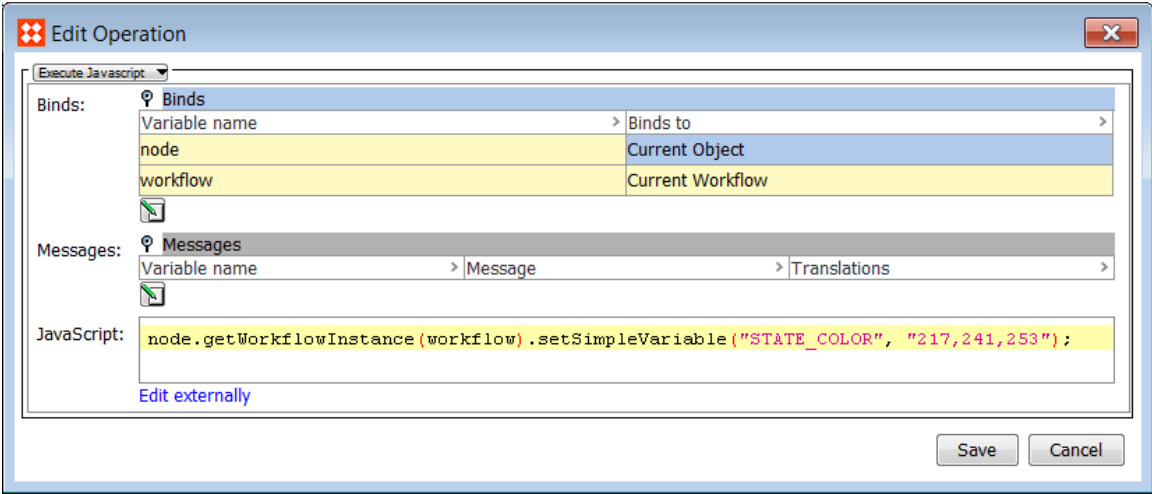 Edit Operation
Execute Javascript
Binds: Binds
Variable name > Binds to >
node Current Object
workflow Current Workflow
Messages: Messages
Variable name > Message > Translations >
JavaScript: node.getWorkflowInstance(workflow).setSimpleVariable("STATE_COLOR", "217,241,253");
Edit externally
Save Cancel